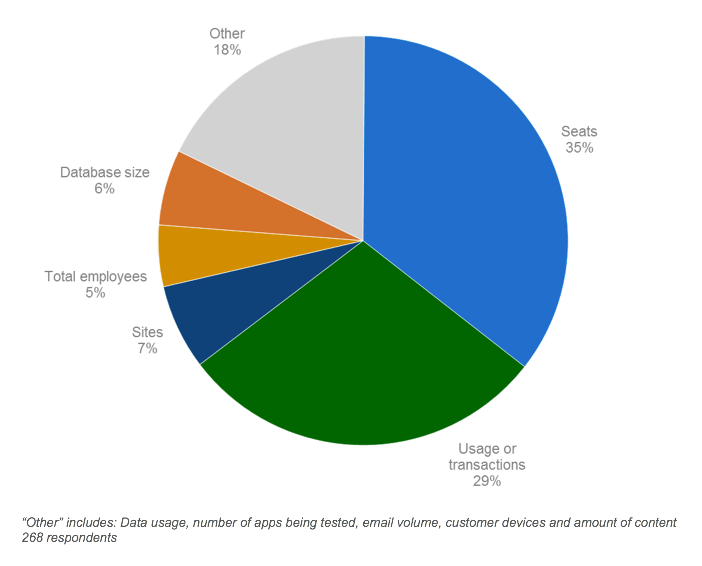 Other
18%
Seats
35%
Database size
6%
Total employees
5%
Sites
7%
Usage or
transactions
29%
“Other” includes: Data usage, number of apps being tested, email volume, customer devices and amount of content
268 respondents